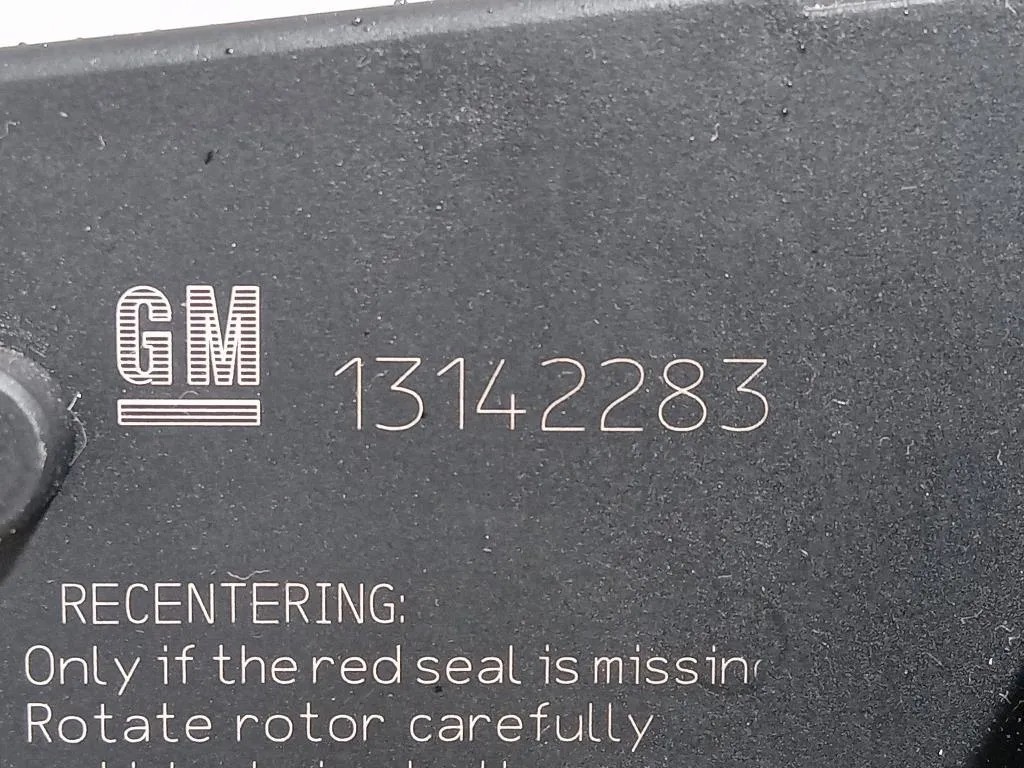 GM 13142283
RECENTERING:
Only if the red seal is missin
Rotate rotor carefully